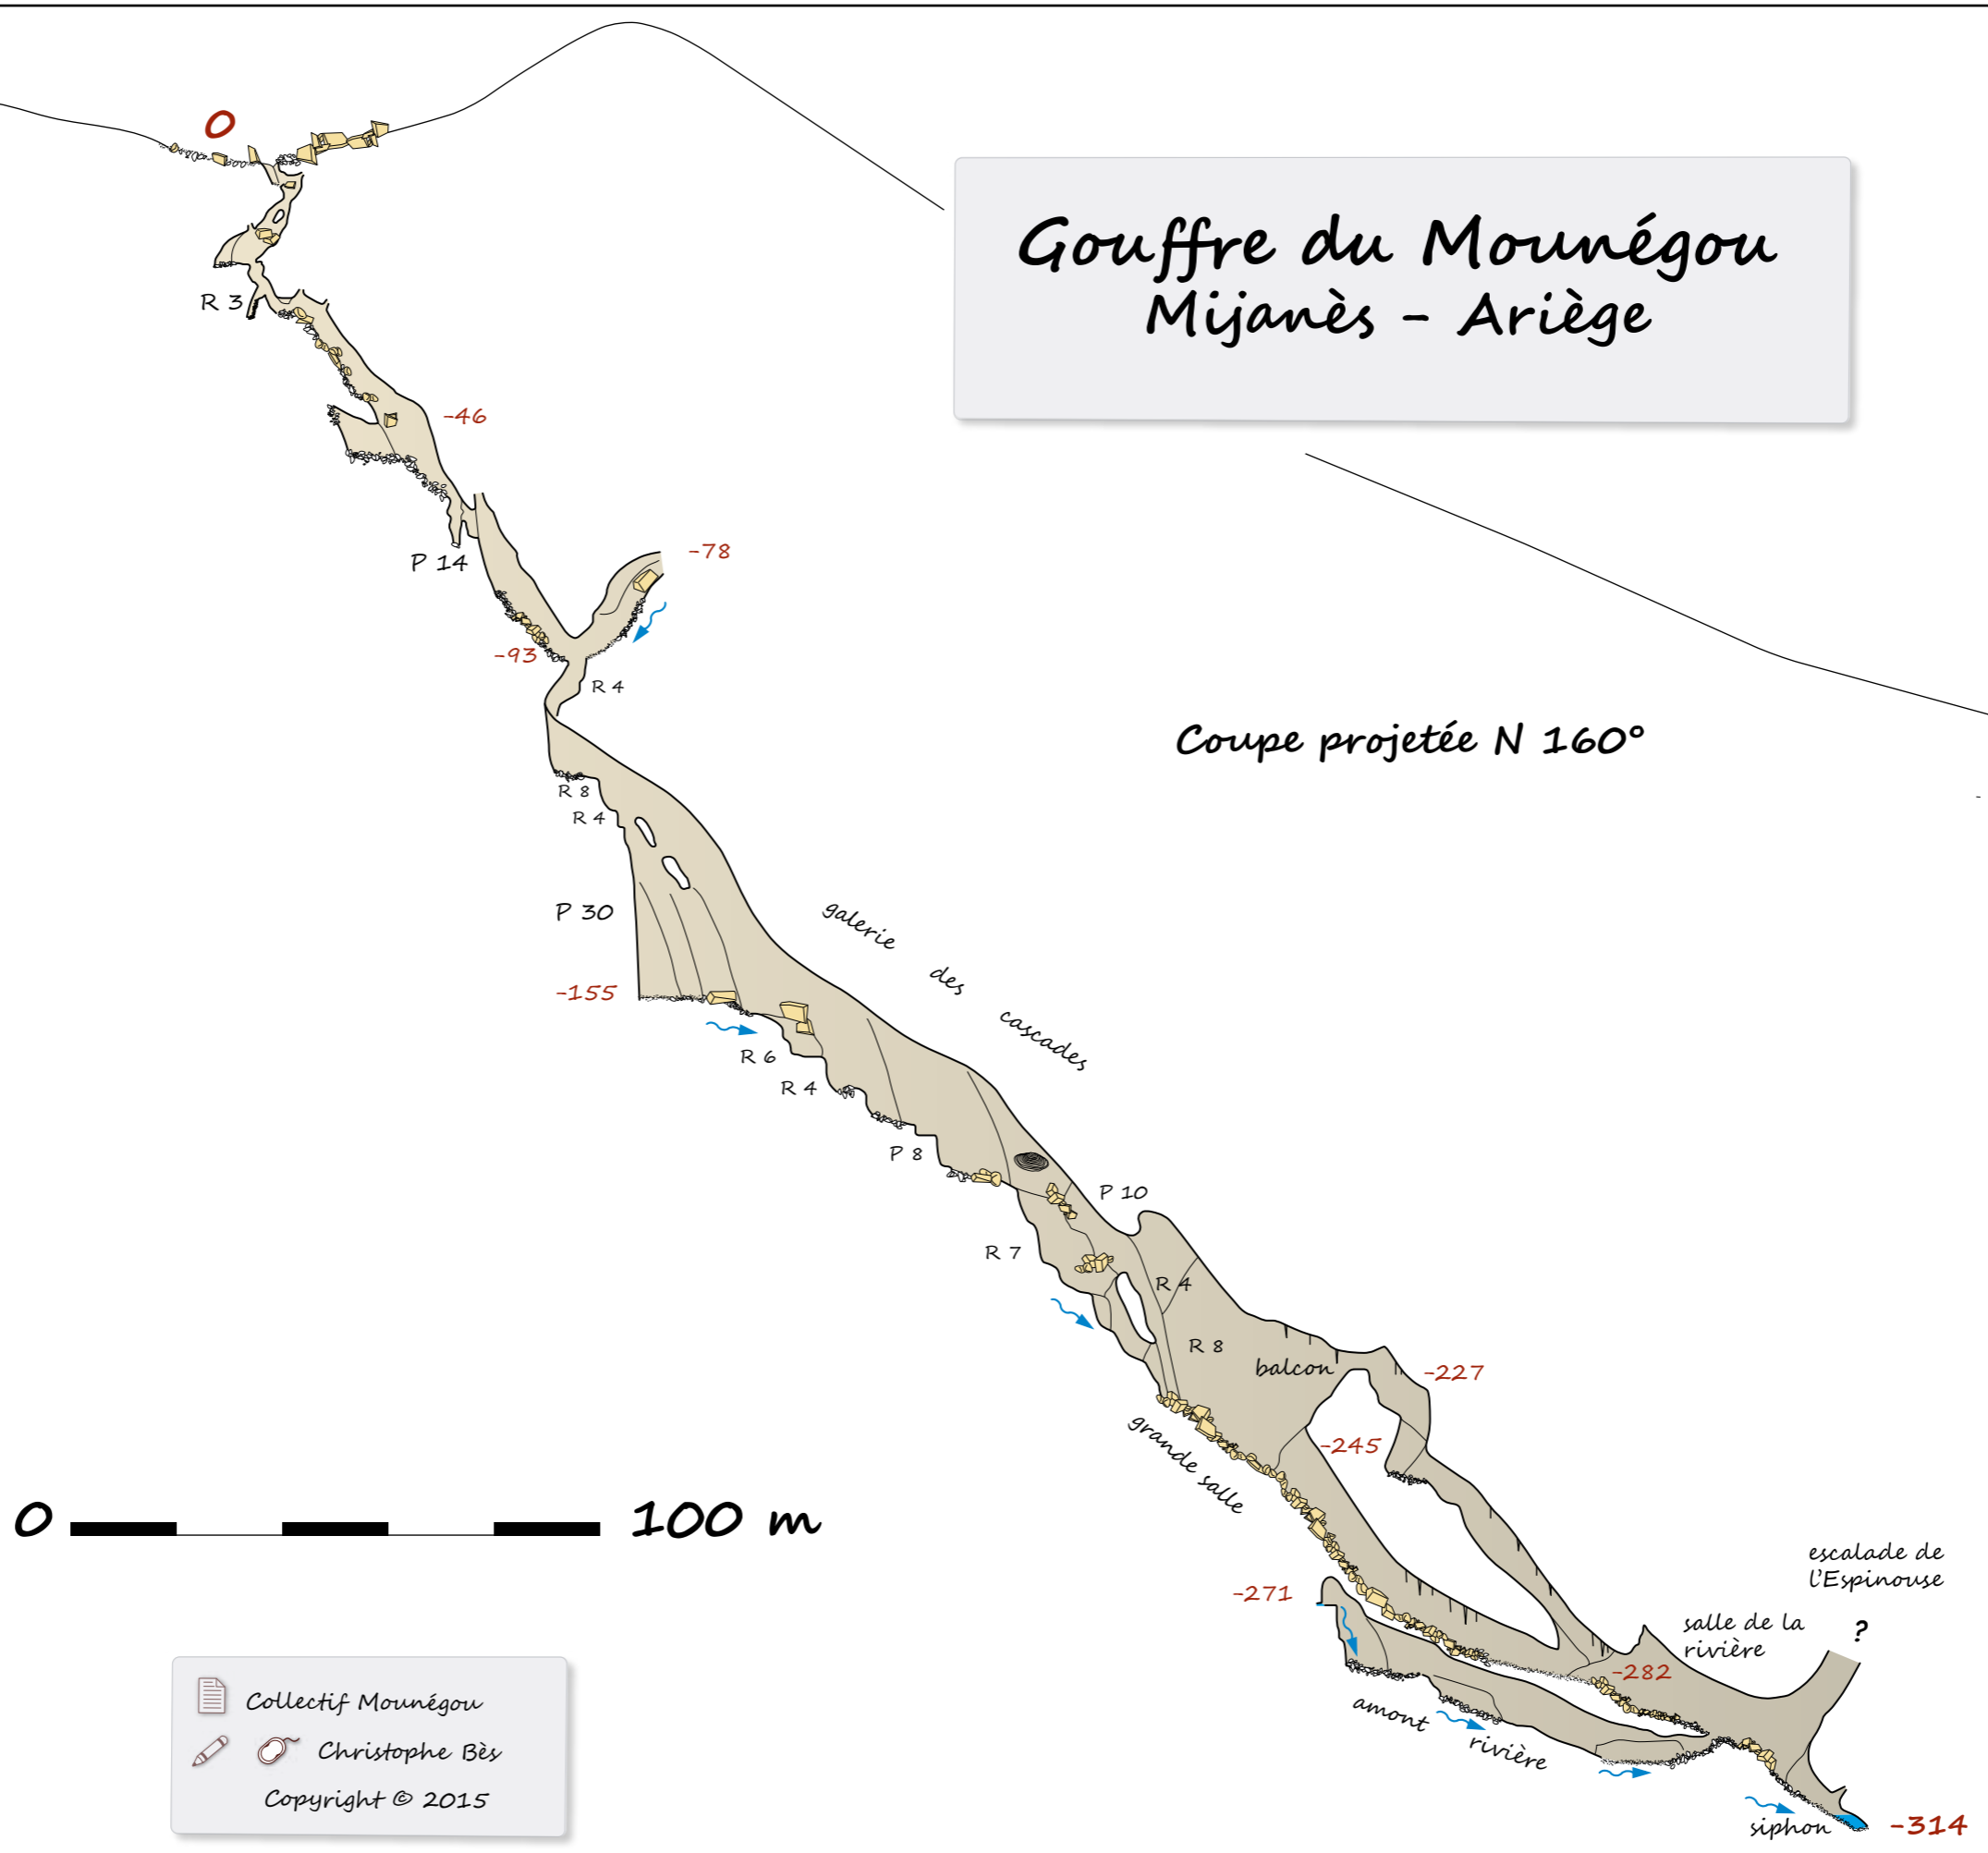 0
Gouffre du Mounégou
Mijanès - Ariège
R 3
-46
P 14
-78
-93
R 4
Coupe projetée N 160°
R 8
R 4
P 30
galerie des cascades
-155
R 6
R 4
P 8
P 10
R 7
R 4
R 8
balcon
-227
grande salle
-245
0 100 m
escalade de
l'Espinouse
-271
salle de la
rivière
?
-282
amont rivière
siphon
-314
Collectif Mounégou
Christophe Bès
Copyright © 2015